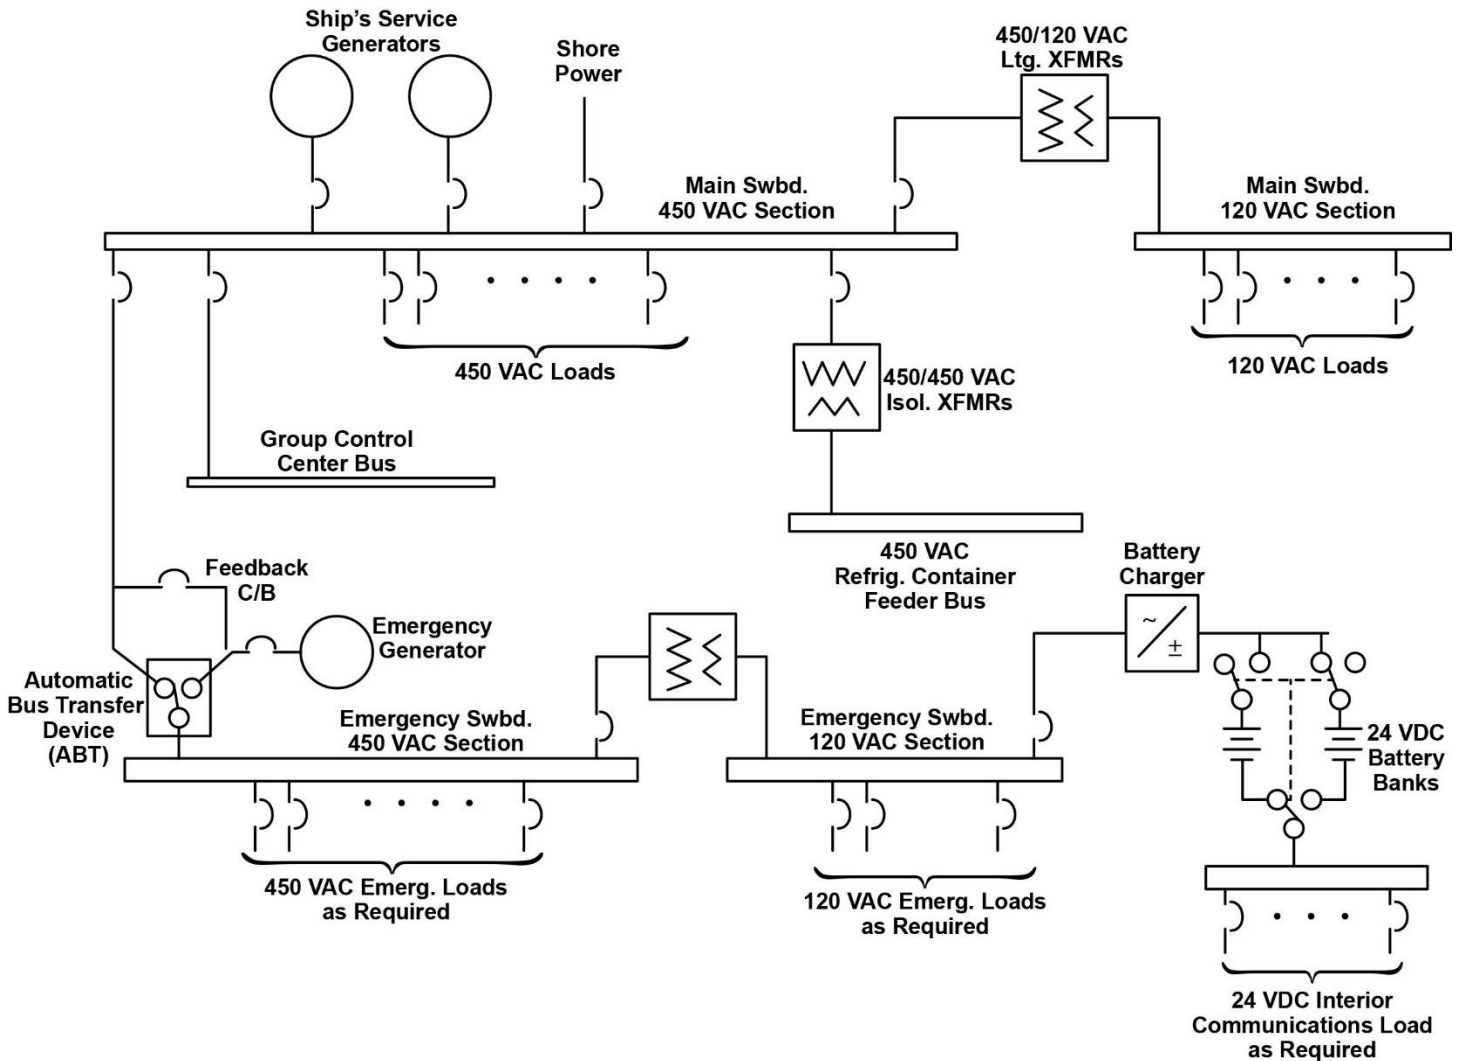 Ship's Service
Generators
Shore
Power
450/120 VAC
Ltg. XFMRs
Main Swbd.
450 VAC Section
Main Swbd.
120 VAC Section
450 VAC Loads
450/450 VAC
Isol. XFMRs
120 VAC Loads
Group Control
Center Bus
450 VAC
Refrig. Container
Feeder Bus
Battery
Charger
~
±
Feedback
C/B
Emergency
Generator
Automatic
Bus Transfer
Device
(ABT)
Emergency Swbd.
450 VAC Section
Emergency Swbd.
120 VAC Section
24 VDC
Battery
Banks
450 VAC Emerg. Loads
as Required
120 VAC Emerg. Loads
as Required
24 VDC Interior
Communications Load
as Required